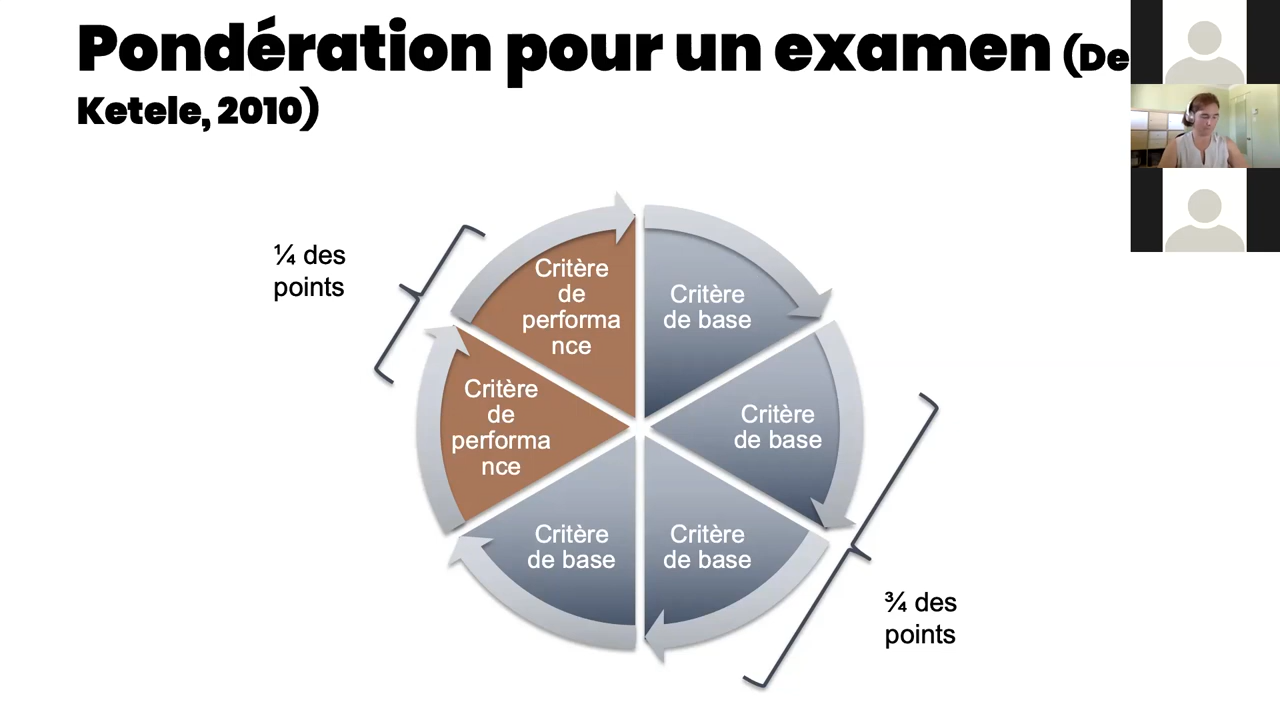 Pondération pour un examen (De
Ketele, 2010)
¼ des
points
Critère
de
performa
nce
Critère
de base
Critère
de
performa
nce
Critère
de base
Critère
de base
Critère
de base
¾ des
points